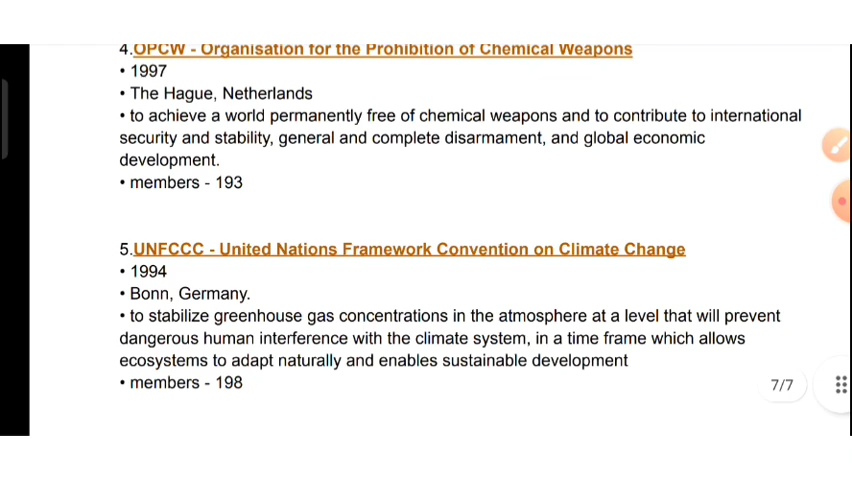 4.OPCW - Organisation for the Prohibition of Chemical Weapons
• 1997
• The Hague, Netherlands
• to achieve a world permanently free of chemical weapons and to contribute to international
security and stability, general and complete disarmament, and global economic
development.
• members - 193
5.UNFCCC - United Nations Framework Convention on Climate Change
• 1994
• Bonn, Germany.
• to stabilize greenhouse gas concentrations in the atmosphere at a level that will prevent
dangerous human interference with the climate system, in a time frame which allows
ecosystems to adapt naturally and enables sustainable development
• members - 198
7/7